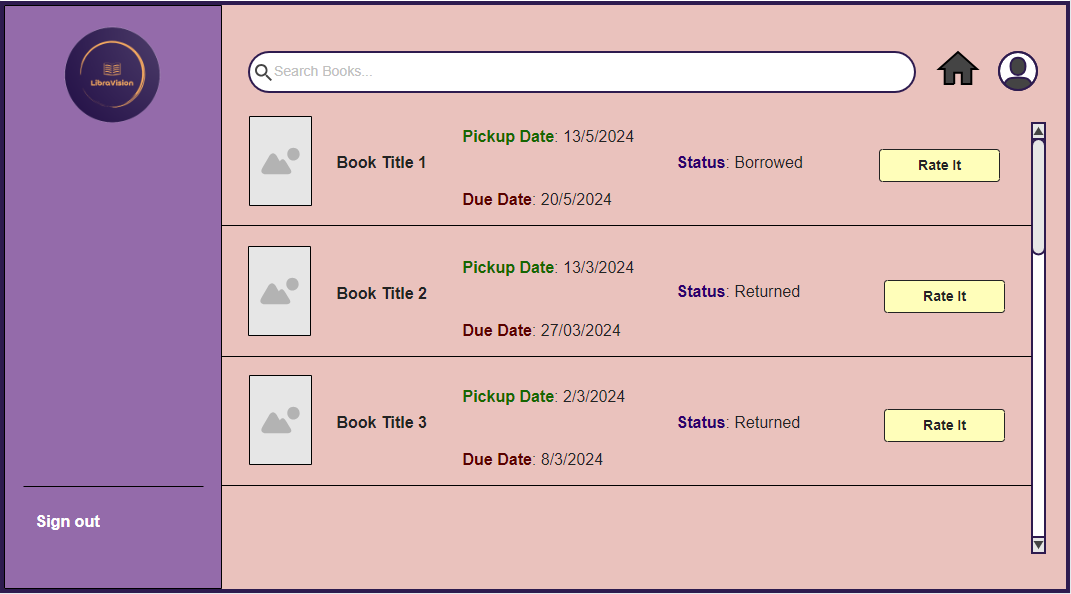 LibraVision
Search Books...
Pickup Date: 13/5/2024
Book Title 1
Status: Borrowed
Rate It
Due Date: 20/5/2024
Pickup Date: 13/3/2024
Book Title 2
Status: Returned
Rate It
Due Date: 27/03/2024
Pickup Date: 2/3/2024
Book Title 3
Status: Returned
Rate It
Due Date: 8/3/2024
Sign out